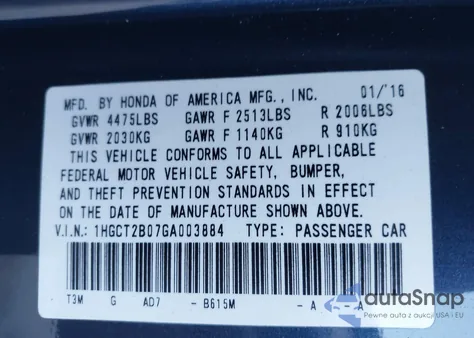 MFD. BY HONDA OF AMERICA MFG., INC. 01/'16
GVWR 4475LBS GAWR F 2513LBS R 2006LBS
GVWR 2030KG GAWR F 1140KG R 910KG
THIS VEHICLE CONFORMS TO ALL APPLICABLE
FEDERAL MOTOR VEHICLE SAFETY, BUMPER,
AND THEFT PREVENTION STANDARDS IN EFFECT
ON THE DATE OF MANUFACTURE SHOWN ABOVE.
V.I.N.: 1HGCT2B07GA003884 TYPE: PASSENGER CAR
T3M G AD7 - B615M - A - - A
autoSnap
Pewne auta z aukcji USA i EU